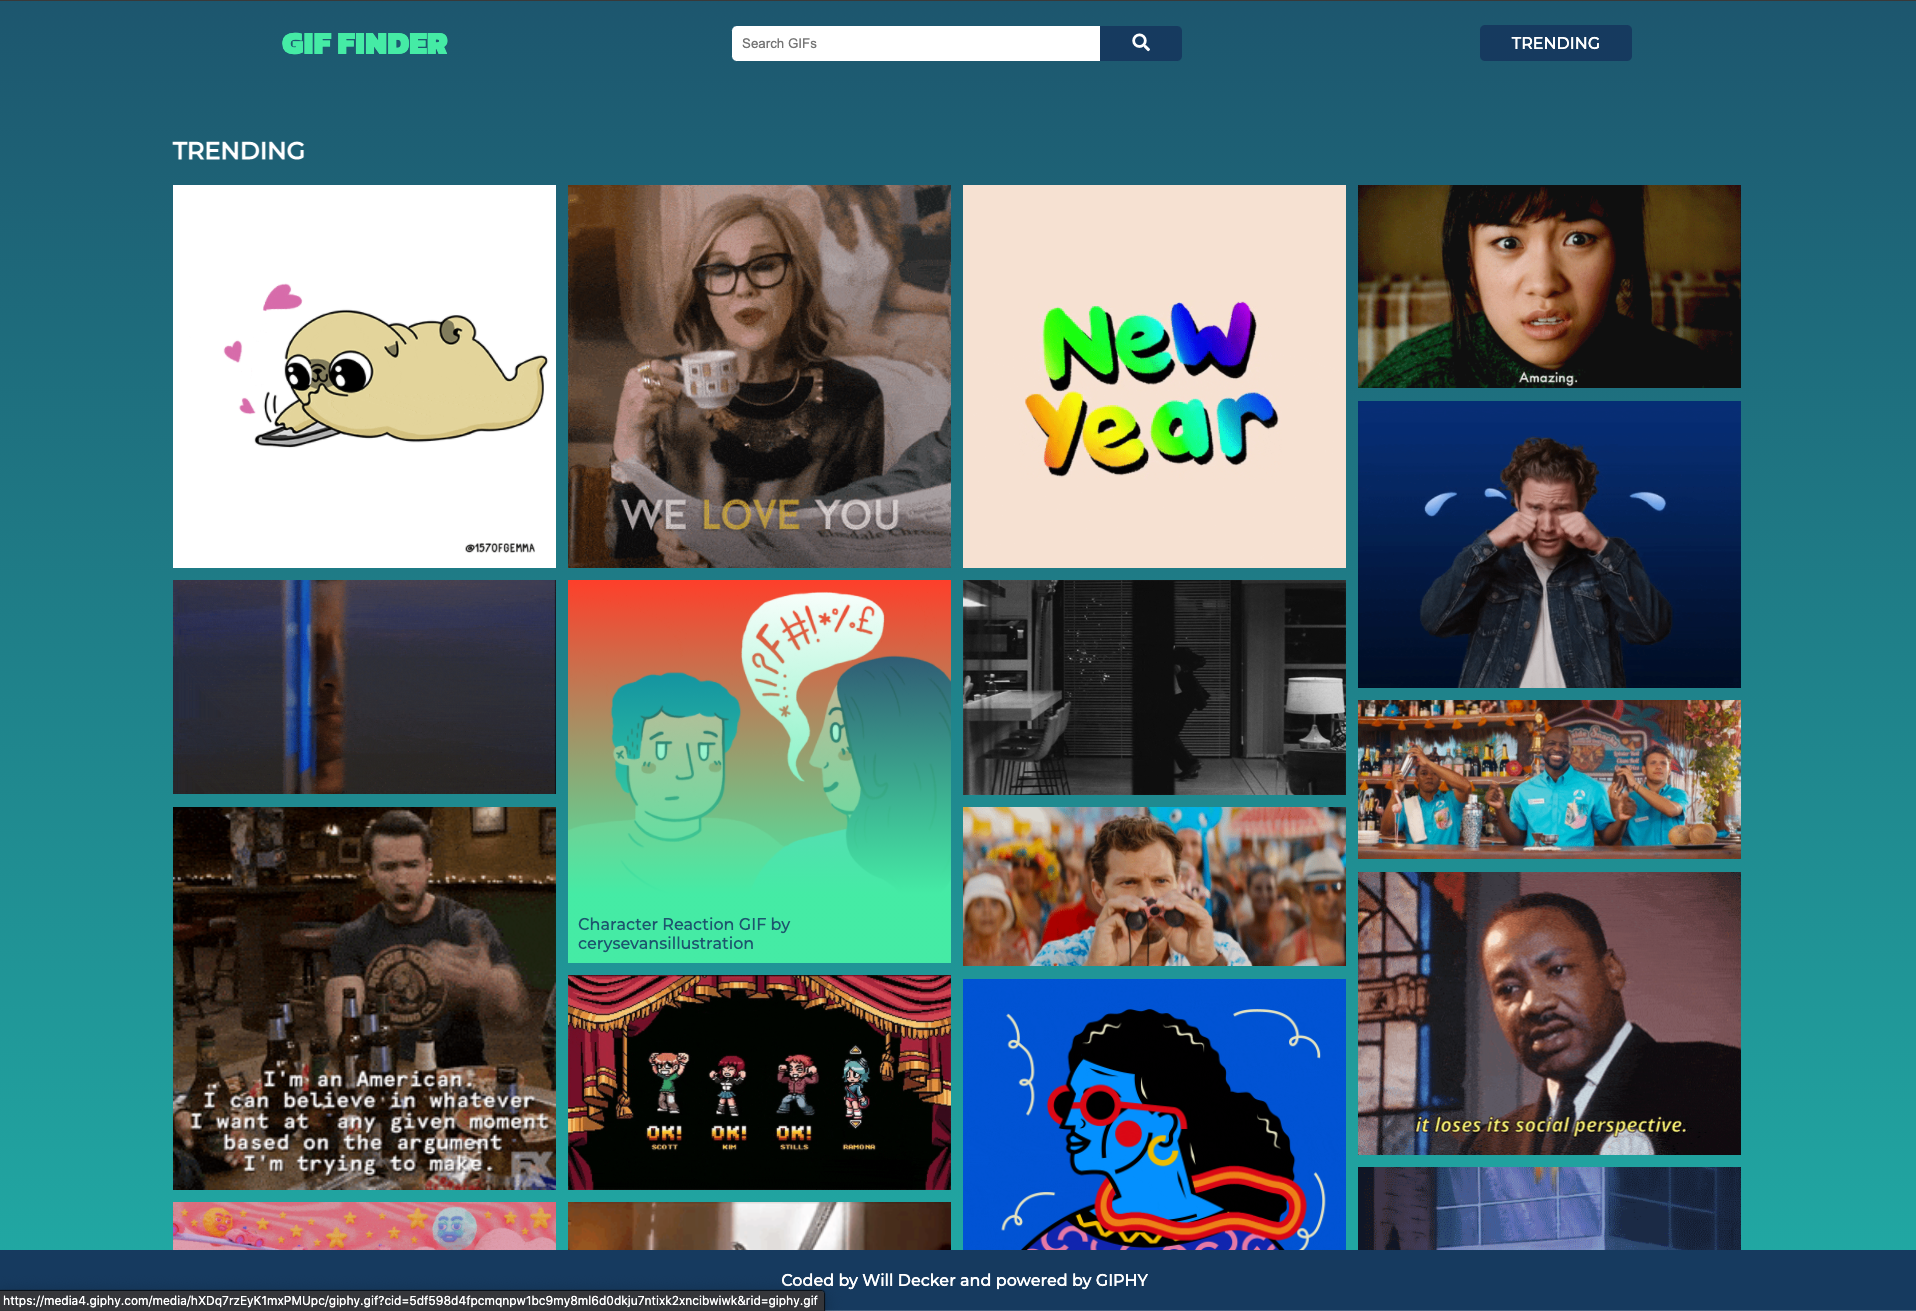 GIF FINDER
Search GIFs
TRENDING
TRENDING
@157OFGEMMA
WE LOVE YOU
New
Year
Amazing.
!!!?F#!*%.£
*
Character Reaction GIF by
cerysevansillustration
I'm an American.
I can believe in whatever
I want at any given moment
based on the argument
I'm trying to make.
FX
OK! OK! OK!
SCOTT KIM STILLS RAMONA
it loses its social perspective.
Coded by Will Decker and powered by GIPHY
https://media4.giphy.com/media/hXDq7rzEyK1mxPMUpc/giphy.gif?cid=5df598d4fpcmqnpw1bc9my8ml6d0dkju7ntixk2xncibwiwk&rid=giphy.gif